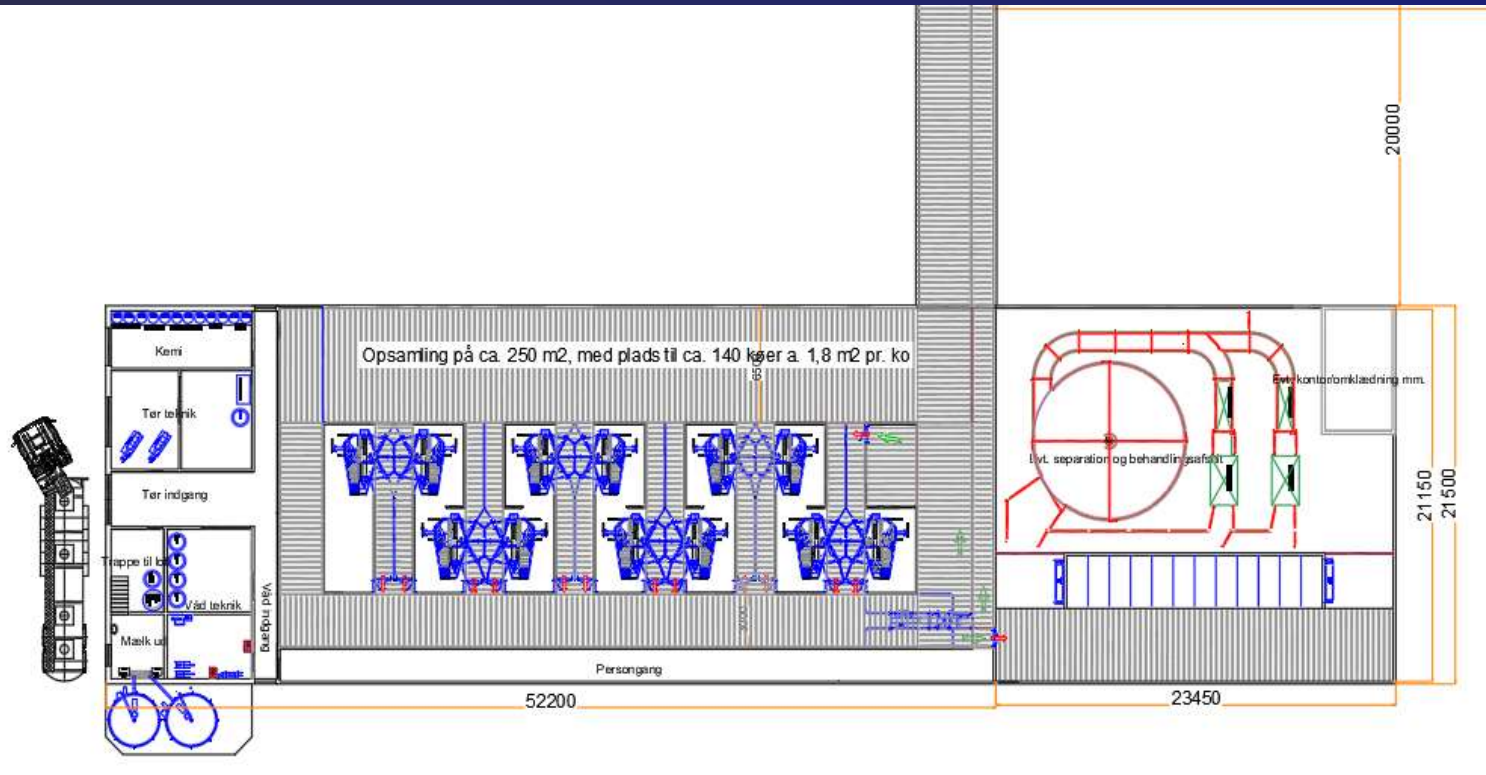 20000
Opsamling på ca. 250 m2, med plads til ca. 140 køer a. 1,8 m2 pr. ko
Kemi
Evt. kontor/omklædning mm.
Tør teknik
Evt. separation og behandlingsafsnit
Tør indgang
21150
21500
Trappe til loft
Våd teknik
Våd indgang
Mælk ud
Persongang
52200
23450